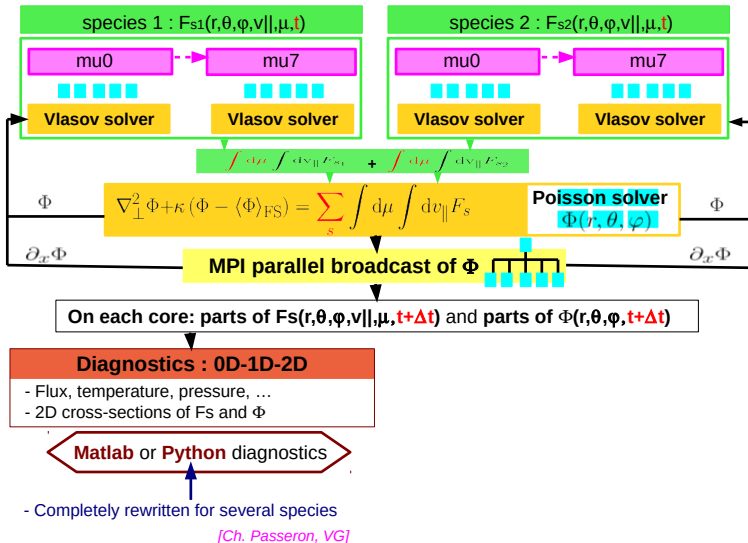 species 1 : Fs1(r,θ,φ,v||,μ,t)
species 2 : Fs2(r,θ,φ,v||,μ,t)
mu0
mu7
mu0
mu7
Vlasov solver
Vlasov solver
Vlasov solver
Vlasov solver
∫ dμ ∫ dv∥ Fs1 + ∫ dμ ∫ dv∥ Fs2
∇²⊥Φ+κ (Φ − ⟨Φ⟩FS) = ∑s ∫ dμ ∫ dv∥Fs
Poisson solver
Φ(r, θ, φ)
Φ
Φ
∂xΦ
∂xΦ
MPI parallel broadcast of Φ
On each core: parts of Fs(r,θ,φ,v||,μ,t+Δt) and parts of Φ(r,θ,φ,t+Δt)
Diagnostics : 0D-1D-2D
- Flux, temperature, pressure, …
- 2D cross-sections of Fs and Φ
Matlab or Python diagnostics
- Completely rewritten for several species
[Ch. Passeron, VG]